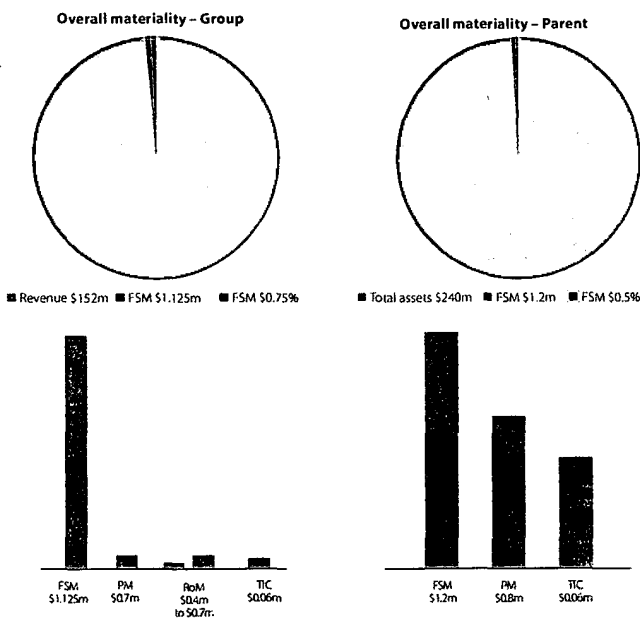 Overall materiality – Group
Overall materiality – Parent
Revenue $152m FSM $1.125m FSM $0.75%
Total assets $240m FSM $1.2m FSM $0.5%
FSM
$1.125m
PM
$0.7m
RoM
$0.4m
to $0.7m.
TTC
$0.06m
FSM
$1.2m
PM
$0.8m
TTC
$0.06m